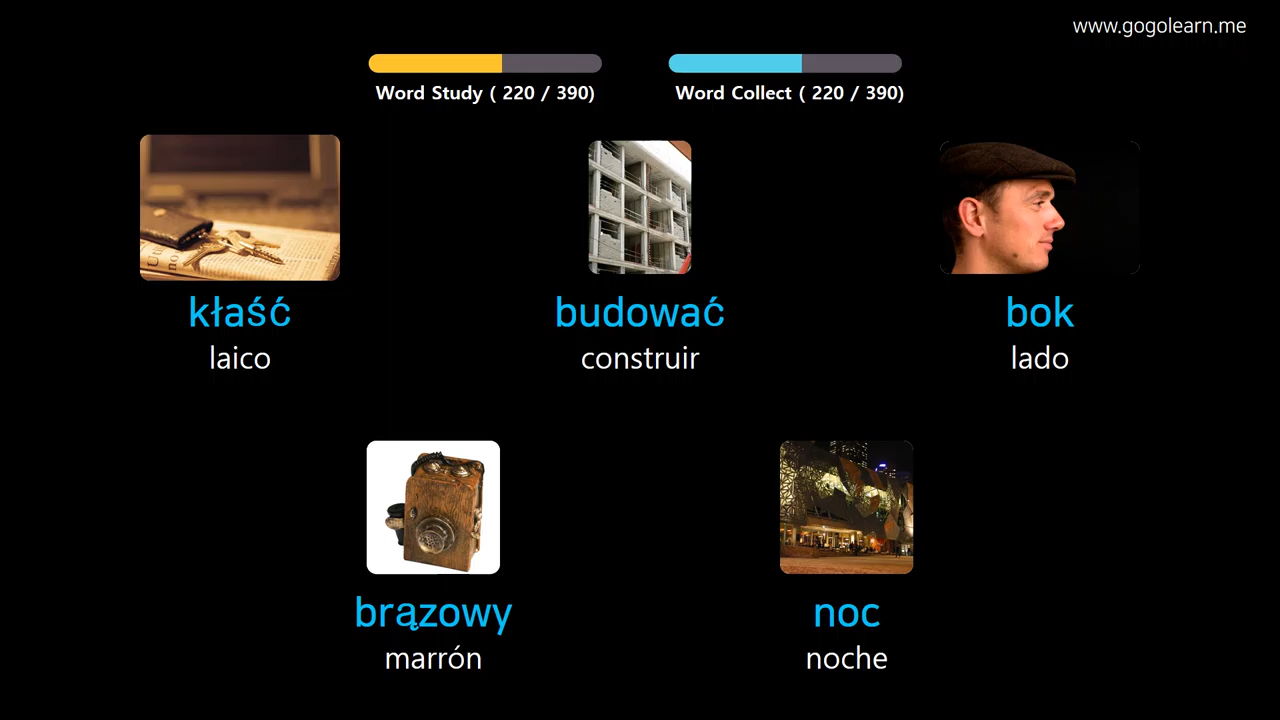 www.gogolearn.me
Word Study ( 220 / 390)
Word Collect ( 220 / 390)
kłaść
laico
budować
construir
bok
lado
brązowy
marrón
noc
noche